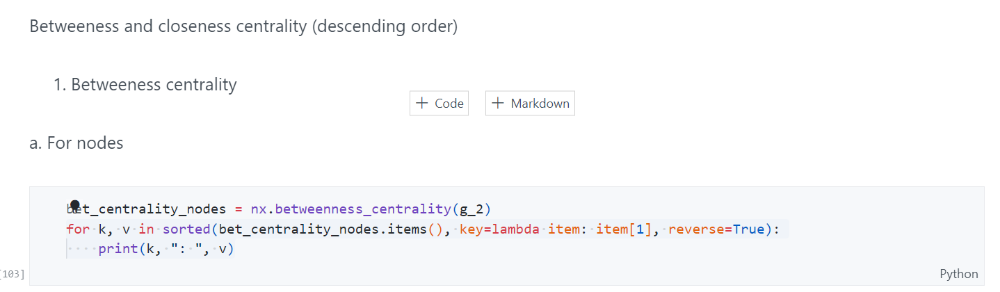 Betweeness and closeness centrality (descending order)
1. Betweeness centrality
+ Code
+ Markdown
a. For nodes
bet_centrality_nodes = nx.betweenness_centrality(g_2)
for k, v in sorted(bet_centrality_nodes.items(), key=lambda item: item[1], reverse=True):
    print(k, ": ", v)
[103]
Python